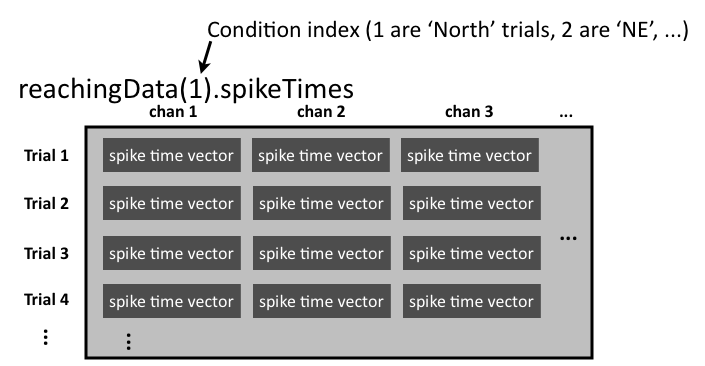 Condition index (1 are ‘North’ trials, 2 are ‘NE’, ...)
reachingData(1).spikeTimes
chan 1 chan 2 chan 3 ...
Trial 1 spike time vector spike time vector spike time vector
Trial 2 spike time vector spike time vector spike time vector
...
Trial 3 spike time vector spike time vector spike time vector
Trial 4 spike time vector spike time vector spike time vector
⋮ ⋮